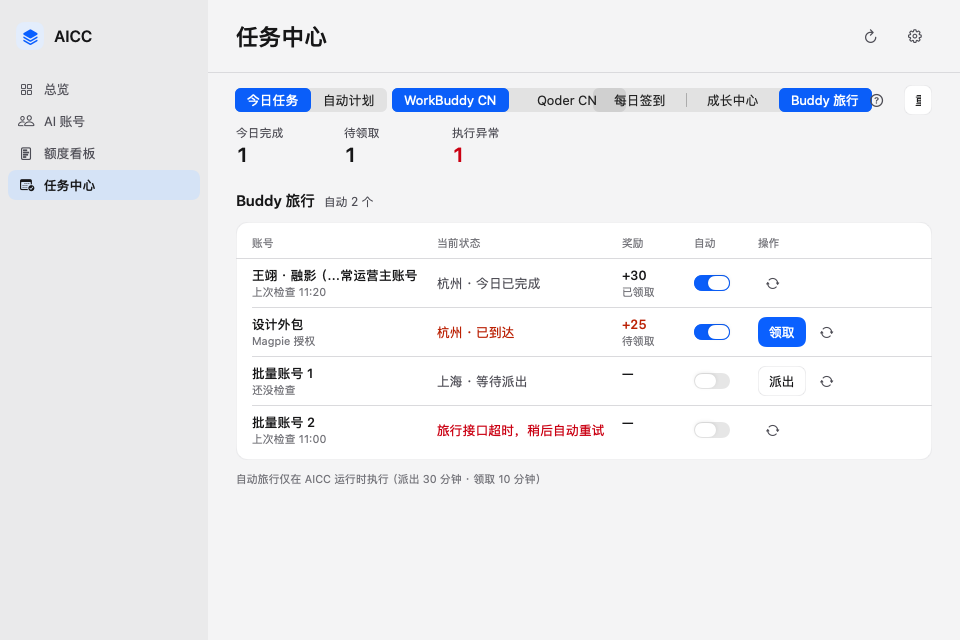 AICC
总览
AI 账号
额度看板
任务中心
任务中心
今日任务 自动计划 WorkBuddy CN Qoder CN 每日签到 成长中心 Buddy 旅行
今日完成 待领取 执行异常
1 1 1
Buddy 旅行 自动 2 个
账号 当前状态 奖励 自动 操作
王翊 · 融影 (...常运营主账号
上次检查 11:20
杭州 · 今日已完成
+30
已领取
设计外包
Magpie 授权
杭州 · 已到达
+25
待领取
领取
批量账号 1
还没检查
上海 · 等待派出
—
派出
批量账号 2
上次检查 11:00
旅行接口超时，稍后自动重试
—
自动旅行仅在 AICC 运行时执行 (派出 30 分钟 · 领取 10 分钟)